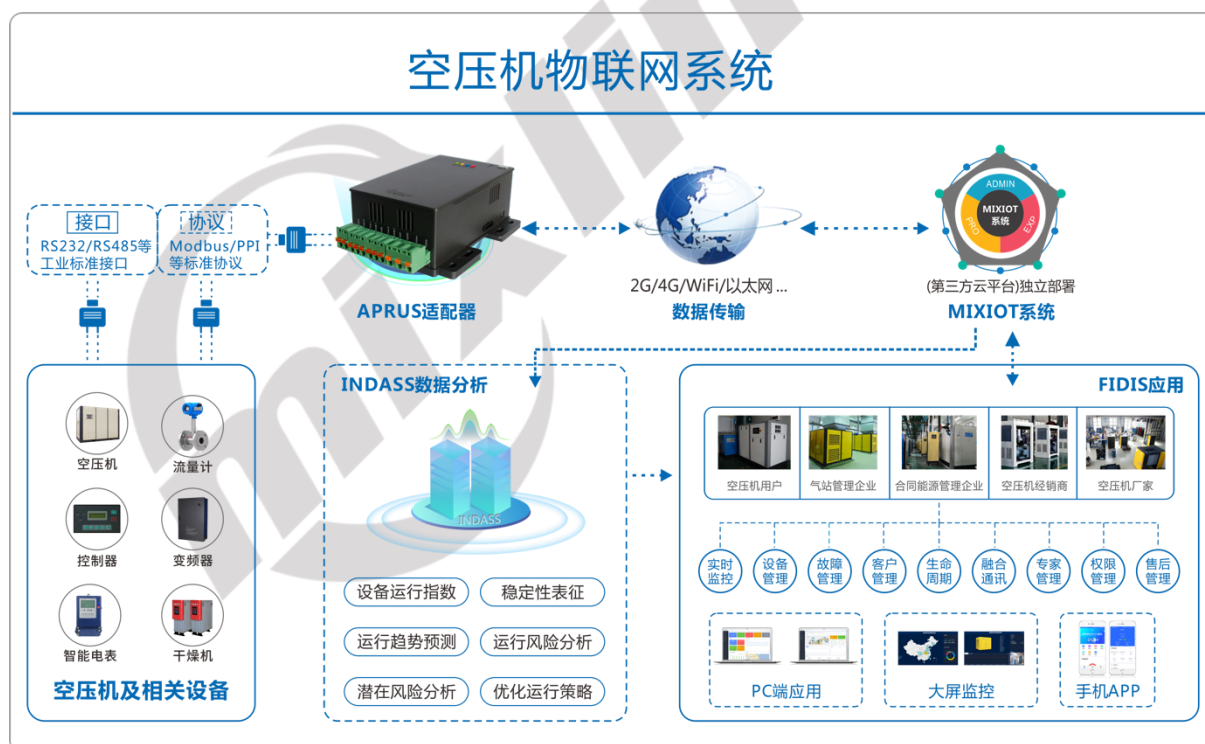 空压机物联网系统
接口
RS232/RS485等
工业标准接口
协议
Modbus/PPI
等标准协议
APRUS适配器
2G/4G/WiFi/以太网...
数据传输
ADMIN
PRO
EXP
MIXIOT
系统
(第三方云平台)独立部署
MIXIOT系统
空压机
流量计
控制器
变频器
智能电表
干燥机
空压机及相关设备
INDASS数据分析
INDASS
设备运行指数
稳定性表征
运行趋势预测
运行风险分析
潜在风险分析
优化运行策略
FIDIS应用
空压机用户
气站管理企业
合同能源管理企业
空压机经销商
空压机厂家
实时
监控
设备
管理
故障
管理
客户
管理
生命
周期
融合
通讯
专家
管理
权限
管理
售后
管理
PC端应用
大屏监控
手机APP
mixlin